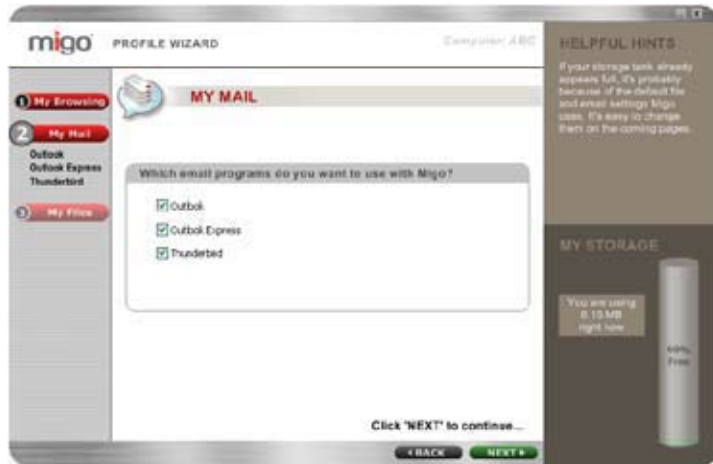 migo
PROFILE WIZARD
Computer: ABC
1 My Browsing
2 My Mail
Outlook
Outlook Express
Thunderbird
3 My Files
MY MAIL
Which email programs do you want to use with Migo?
Outlook
Outlook Express
Thunderbird
Click "NEXT" to continue...
BACK
NEXT
HELPFUL HINTS
If your storage tank already
appears full, it's probably
because of the default file
and email settings Migo
uses. It's easy to change
them on the coming pages.
MY STORAGE
You are using
MB
right now
Free